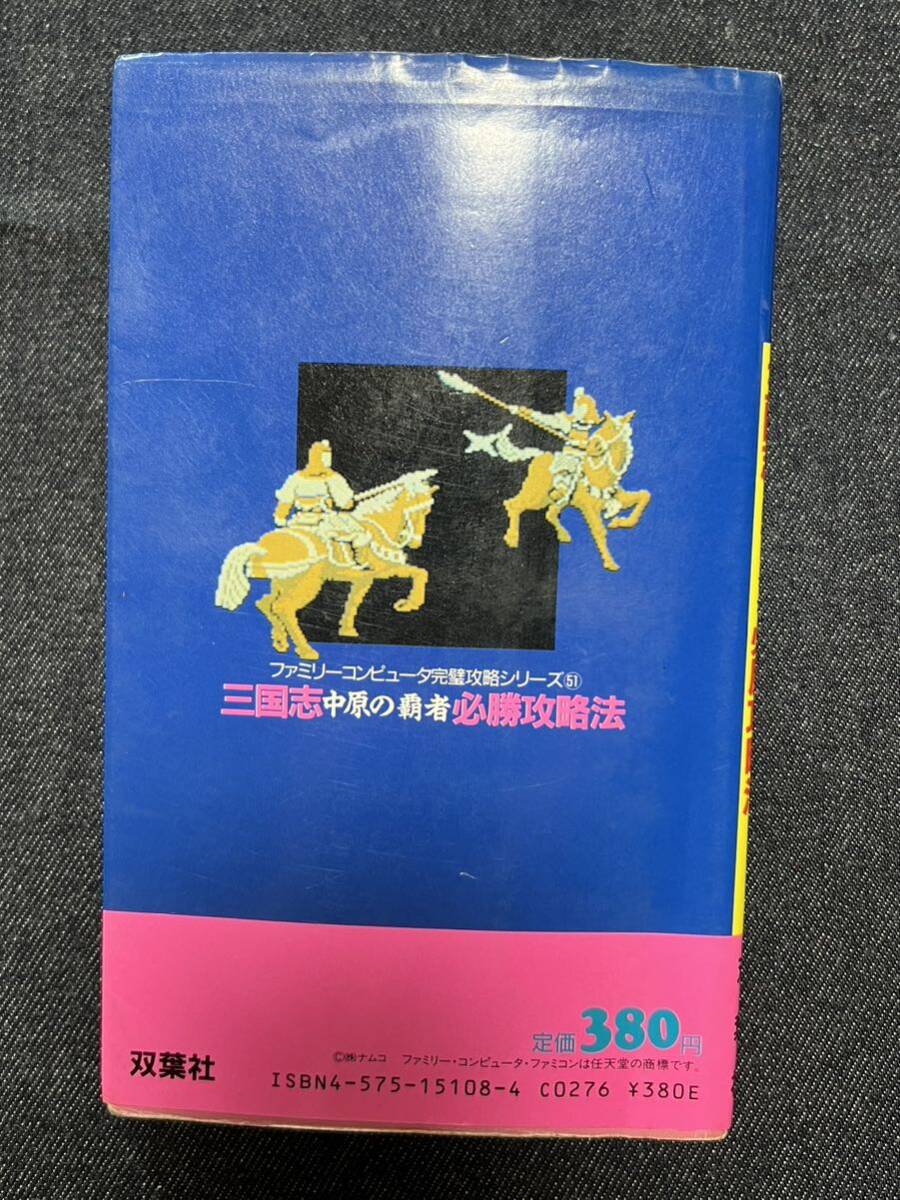 ファミリーコンピュータ完璧攻略シリーズ51
三国志中原の覇者必勝攻略法
定価380円
©㈱ナムコ ファミリー・コンピュータ・ファミコンは任天堂の商標です。
双葉社
ISBN4-575-15108-4 C0276 ¥380E